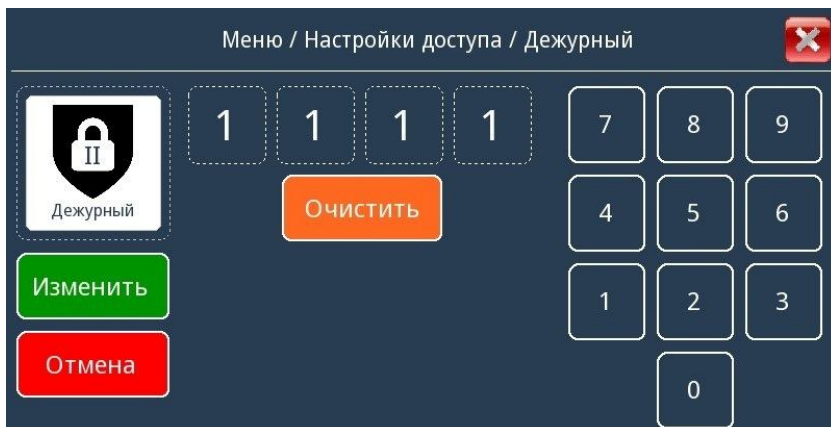 Меню / Настройки доступа / Дежурный
II
Дежурный
1 1 1 1
Очистить
Изменить
Отмена
7 8 9
4 5 6
1 2 3
0